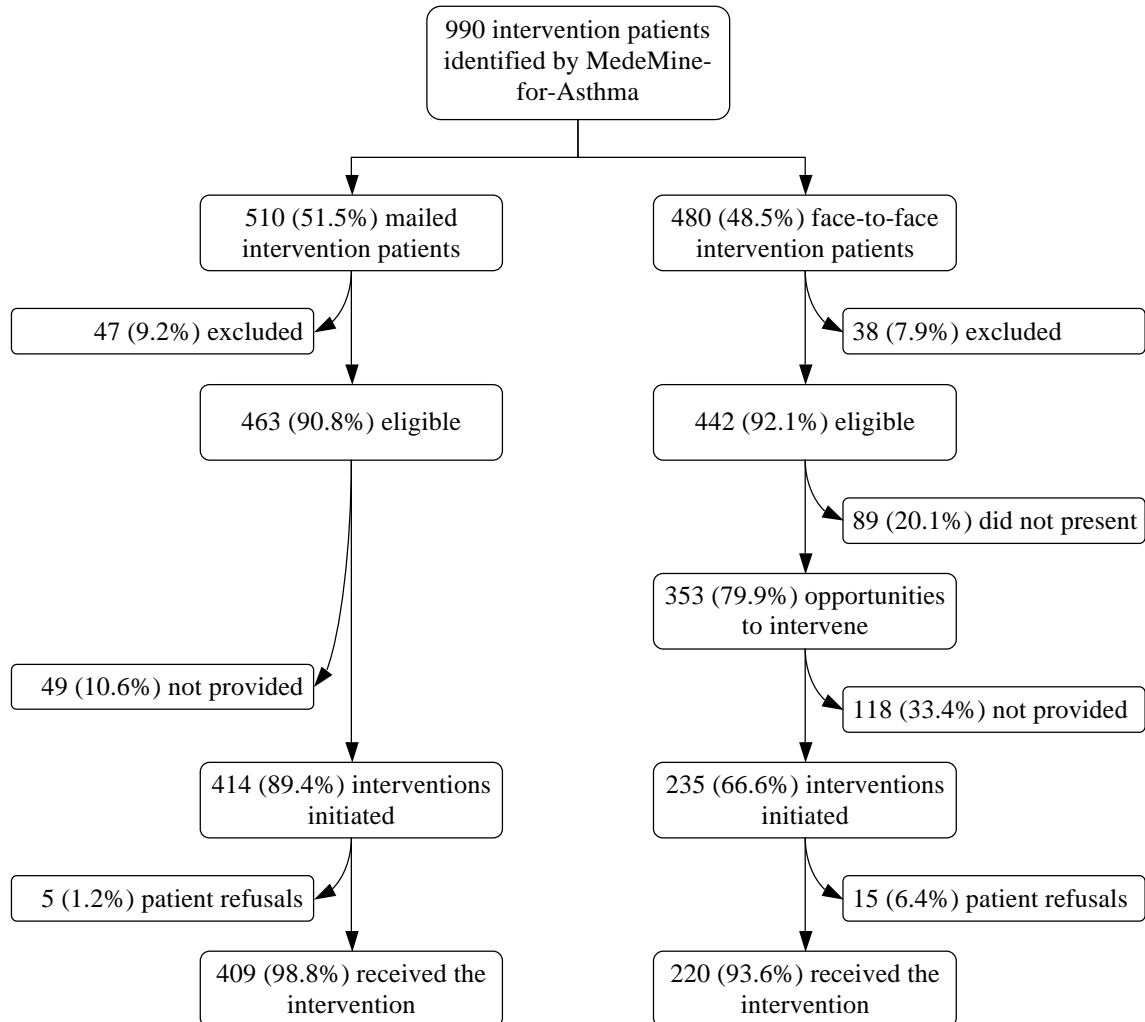 990 intervention patients
identified by MedeMine-
for-Asthma
510 (51.5%) mailed
intervention patients
480 (48.5%) face-to-face
intervention patients
47 (9.2%) excluded
38 (7.9%) excluded
463 (90.8%) eligible
442 (92.1%) eligible
89 (20.1%) did not present
353 (79.9%) opportunities
to intervene
49 (10.6%) not provided
118 (33.4%) not provided
414 (89.4%) interventions
initiated
235 (66.6%) interventions
initiated
5 (1.2%) patient refusals
15 (6.4%) patient refusals
409 (98.8%) received the
intervention
220 (93.6%) received the
intervention